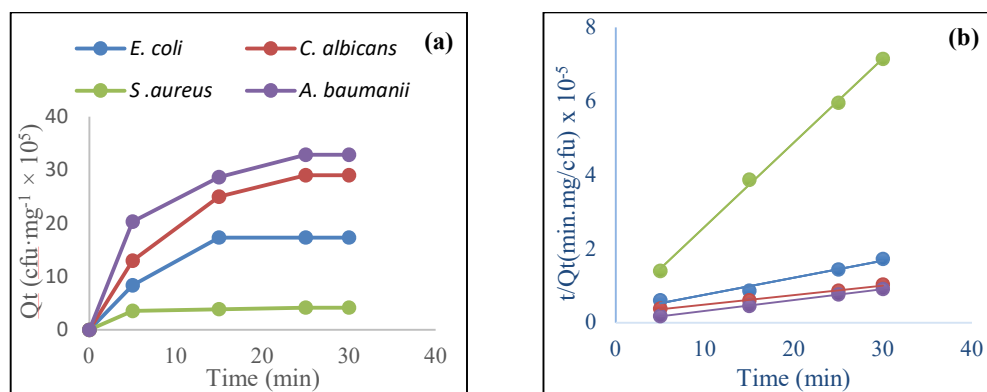 (a)
E. coli
C. albicans
S .aureus
A. baumanii
40
30
20
10
0
Qt (cfu·mg⁻¹ × 10⁵)
0 10 20 30 40
Time (min)
(b)
8
6
4
2
0
t/Qt(min.mg/cfu) x 10⁻⁵
0 10 20 30 40
Time (min)